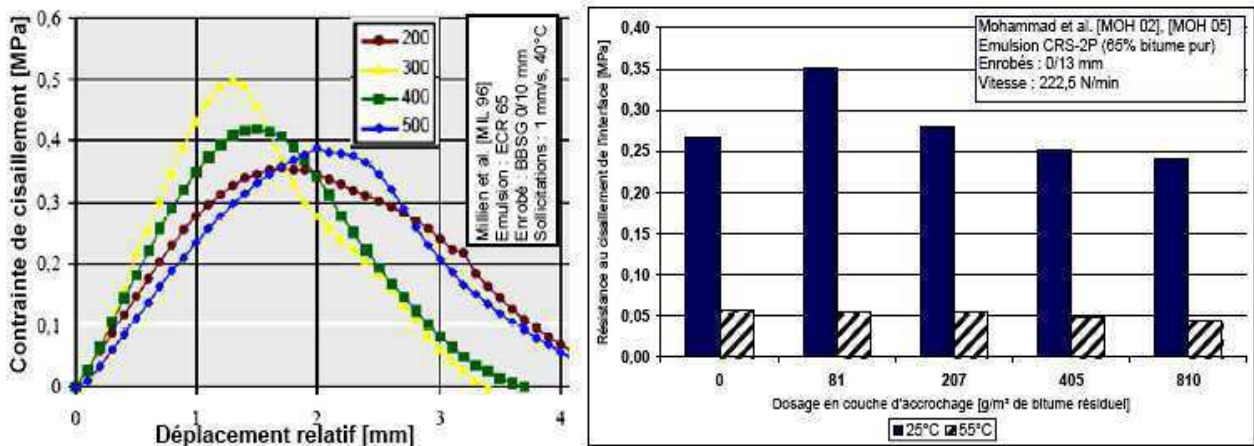 Contrainte de cisaillement [MPa]
0,6
0,5
0,4
0,3
0,2
0,1
0
200
300
400
500
Millien et al. [MIL 96]
Emulsion : ECR 65
Enrobé : BBSG 0/10 mm
Sollicitations : 1 mm/s, 40°C
0 1 2 3 4
Déplacement relatif [mm]
Résistance au cisaillement de l'interface [MPa]
0,40
0,35
0,30
0,25
0,20
0,15
0,10
0,05
0,00
Mohammad et al. [MOH 02], [MOH 05]
Emulsion CRS-2P (65% bitume pur)
Enrobés : 0/13 mm
Vitesse : 222,5 N/min
0 81 207 405 810
Dosage en couche d'accrochage [g/m² de bitume résiduel]
25°C 55°C